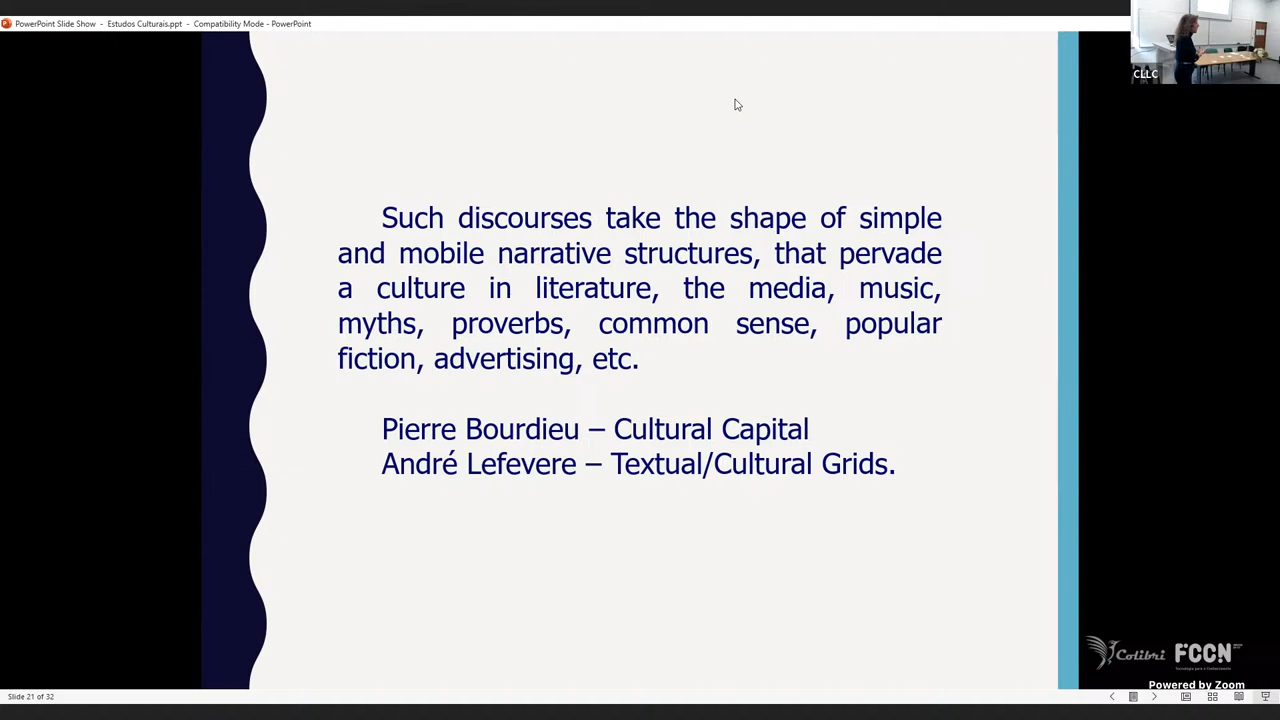 PowerPoint Slide Show - Estudos Culturais.ppt - Compatibility Mode - PowerPoint
CLLC
Such discourses take the shape of simple
and mobile narrative structures, that pervade
a culture in literature, the media, music,
myths, proverbs, common sense, popular
fiction, advertising, etc.
Pierre Bourdieu – Cultural Capital
André Lefevere – Textual/Cultural Grids.
Colibri FCCN
Powered by Zoom
Slide 21 of 32